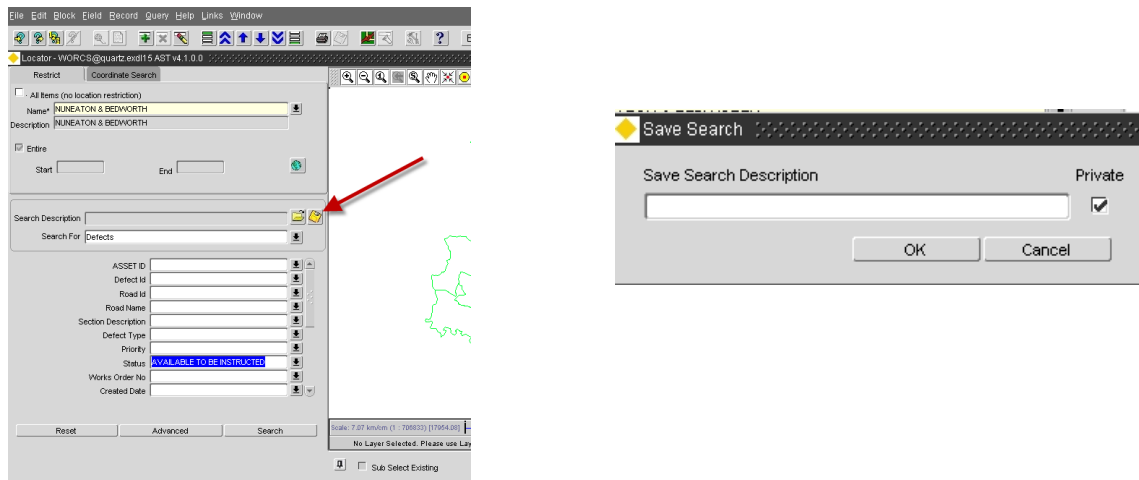 File Edit Block Field Record Query Help Links Window
Locator - WORCS@quartz.exdl15 AST v4.1.0.0
Restrict Coordinate Search
All Items (no location restriction)
Name* NUNEATON & BEDWORTH
Description NUNEATON & BEDWORTH
Entire
Start End
Search Description
Search For Defects
ASSET ID
Defect Id
Road Id
Road Name
Section Description
Defect Type
Priority
Status AVAILABLE TO BE INSTRUCTED
Works Order No
Created Date
Reset Advanced Search
Scale: 7.07 km/cm (1 : 706833) [17954.08]
No Layer Selected. Please use Lay
Sub Select Existing
Save Search
Save Search Description Private
OK Cancel